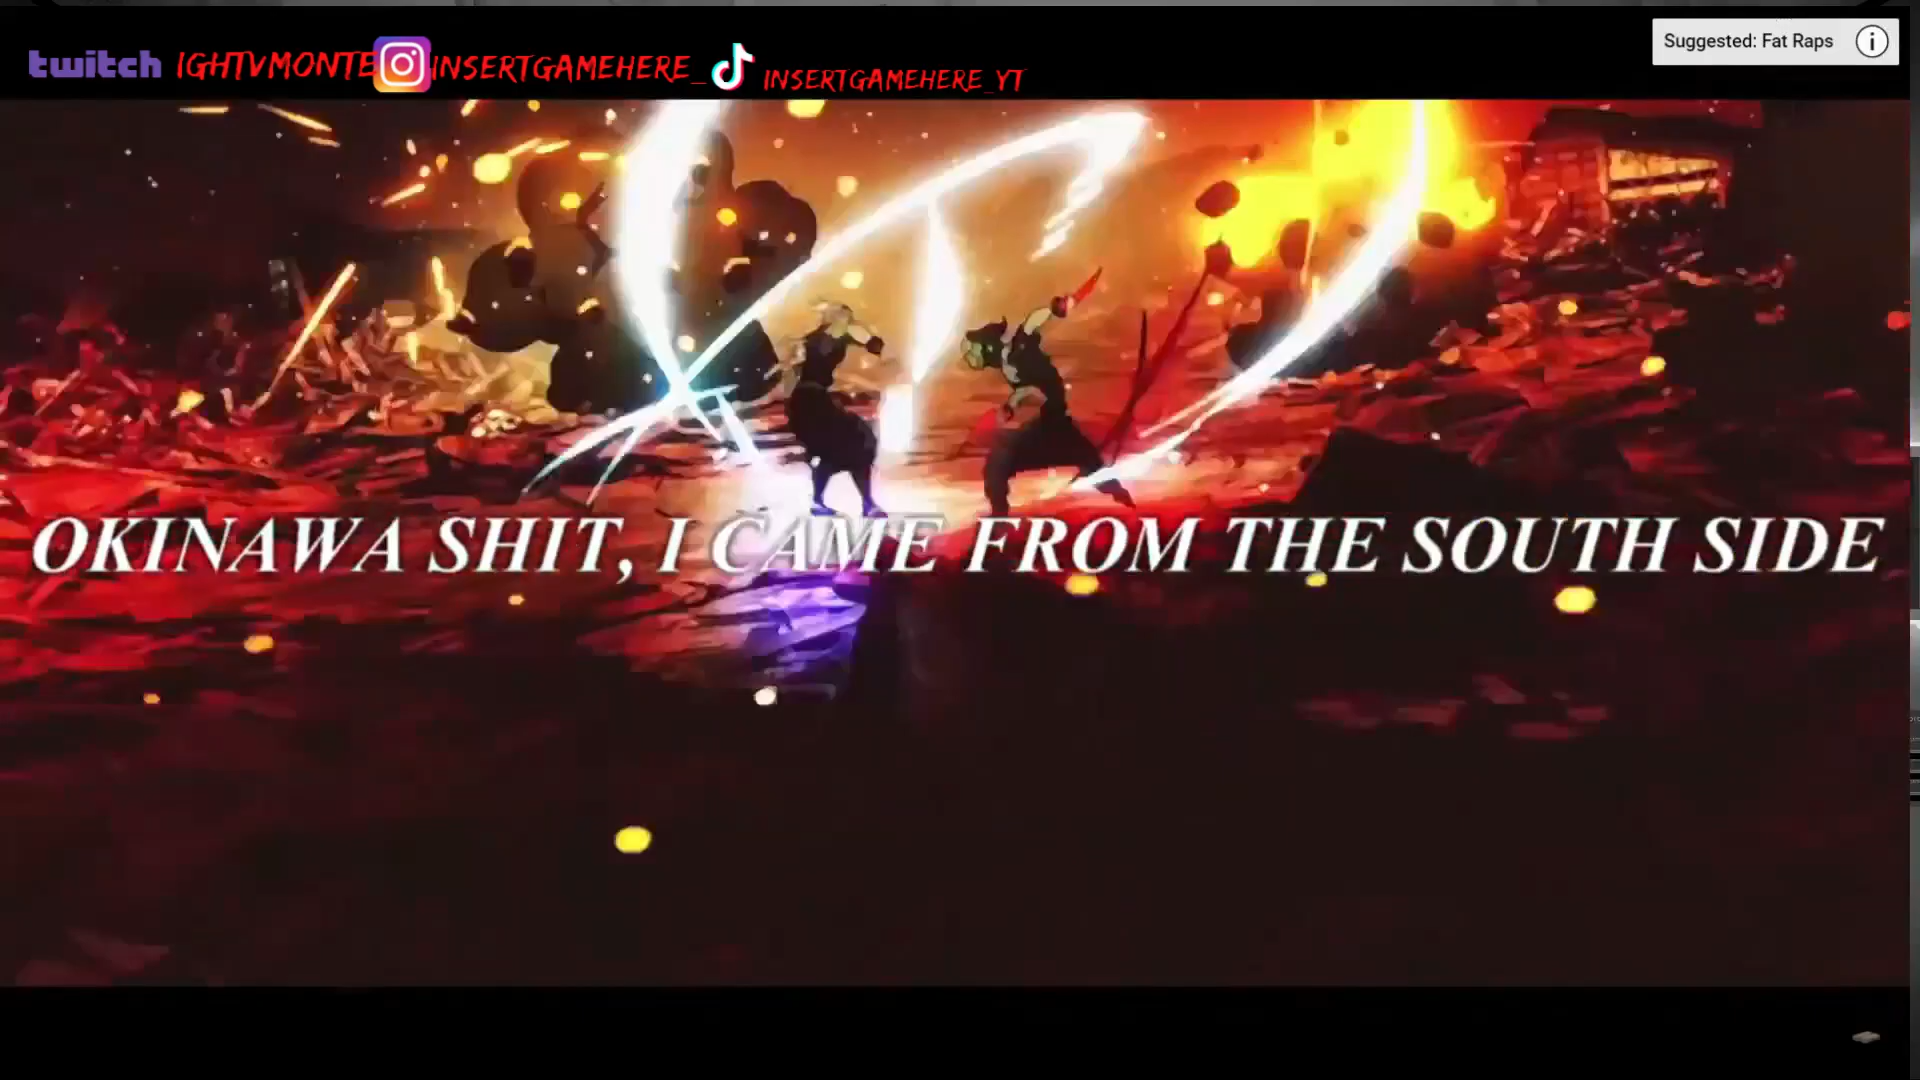 twitch IGHTVMONTE INSERTGAMEHERE_ INSERTGAMEHERE_YT
Suggested: Fat Raps
OKINAWA SHIT, I CAME FROM THE SOUTH SIDE